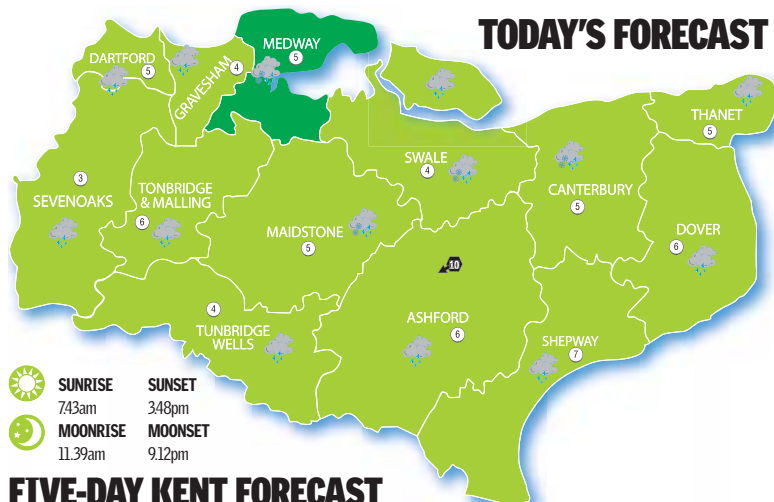 TODAY'S FORECAST
MEDWAY
5
DARTFORD
5
GRAVESHAM
4
THANET
5
SWALE
4
3
SEVENOAKS
TONBRIDGE
& MALLING
6
CANTERBURY
5
MAIDSTONE
5
DOVER
6
10
4
TUNBRIDGE
WELLS
ASHFORD
6
SHEPWAY
7
SUNRISE SUNSET
7.43am 3.48pm
MOONRISE MOONSET
11.39am 9.12pm
FIVE-DAY KENT FORECAST